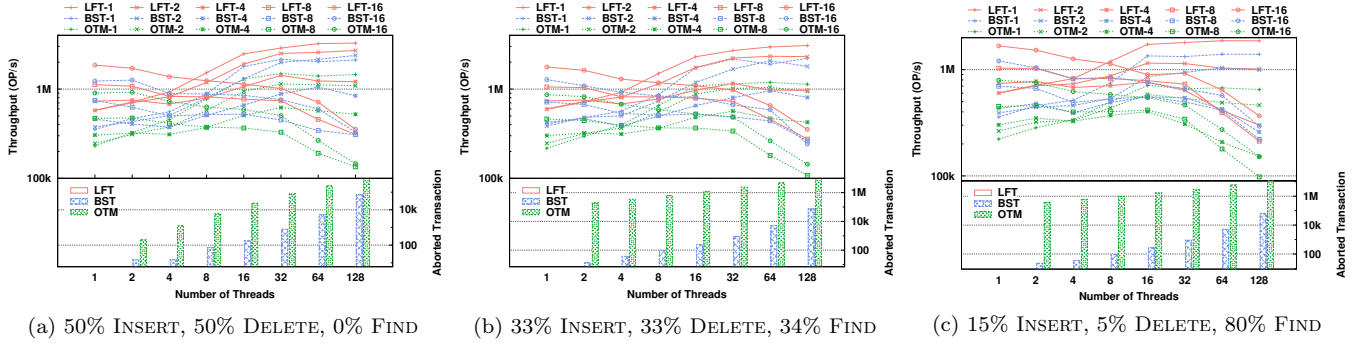 LFT-1 LFT-2 LFT-4 LFT-8 LFT-16
BST-1 BST-2 BST-4 BST-8 BST-16
OTM-1 OTM-2 OTM-4 OTM-8 OTM-16
Throughput (OP/s)
1M
100k
LFT
BST
OTM
10k
100
Aborted Transaction
1 2 4 8 16 32 64 128
Number of Threads
(a) 50% INSERT, 50% DELETE, 0% FIND
LFT-1 LFT-2 LFT-4 LFT-8 LFT-16
BST-1 BST-2 BST-4 BST-8 BST-16
OTM-1 OTM-2 OTM-4 OTM-8 OTM-16
Throughput (OP/s)
1M
100k
LFT
BST
OTM
1M
10k
100
Aborted Transaction
1 2 4 8 16 32 64 128
Number of Threads
(b) 33% INSERT, 33% DELETE, 34% FIND
LFT-1 LFT-2 LFT-4 LFT-8 LFT-16
BST-1 BST-2 BST-4 BST-8 BST-16
OTM-1 OTM-2 OTM-4 OTM-8 OTM-16
Throughput (OP/s)
1M
100k
LFT
BST
OTM
1M
10k
100
Aborted Transaction
1 2 4 8 16 32 64 128
Number of Threads
(c) 15% INSERT, 5% DELETE, 80% FIND